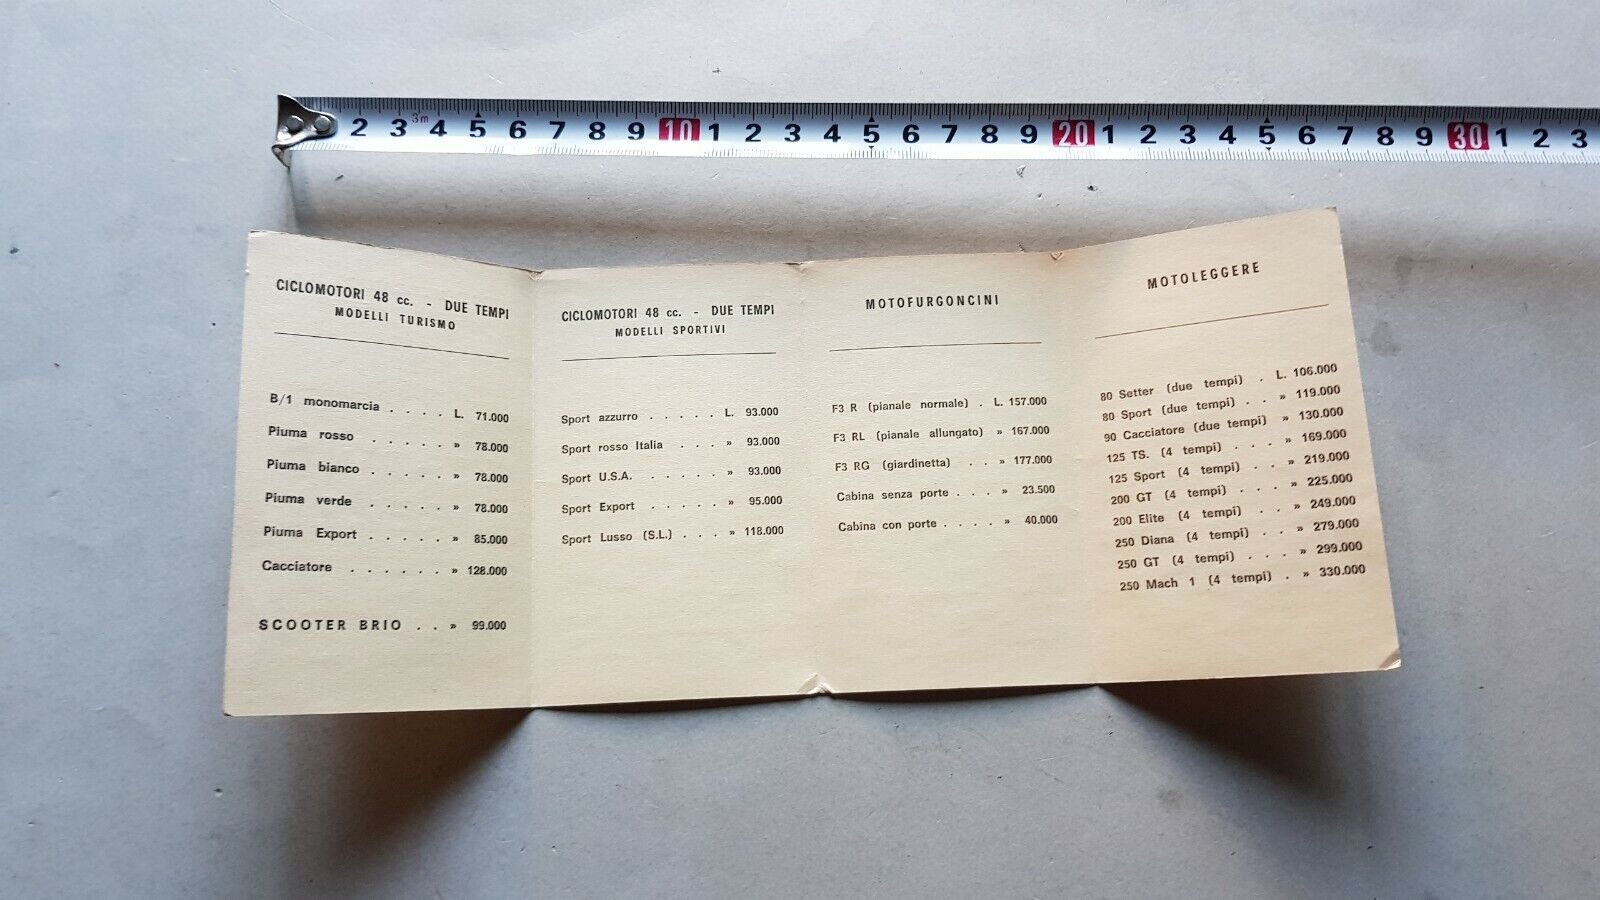 3m
2 3 4 5 6 7 8 9 10 1 2 3 4 5 6 7 8 9 20 1 2 3 4 5 6 7 8 9 30 1 2 3
CICLOMOTORI 48 cc. - DUE TEMPI
MODELLI TURISMO
B/1 monomarcia . . . . L. 71.000
Piuma rosso . . . . . » 78.000
Piuma bianco . . . . . » 78.000
Piuma verde . . . . . » 78.000
Piuma Export . . . . . » 85.000
Cacciatore . . . . . . » 128.000
SCOOTER BRIO . . » 99.000
CICLOMOTORI 48 cc. - DUE TEMPI
MODELLI SPORTIVI
Sport azzurro . . . . . L. 93.000
Sport rosso Italia . . . » 93.000
Sport U.S.A. . . . . . » 93.000
Sport Export . . . . . » 95.000
Sport Lusso (S.L.) . . . » 118.000
MOTOFURGONCINI
F3 R (pianale normale) . L. 157.000
F3 RL (pianale allungato) » 167.000
F3 RG (giardinetta) . . » 177.000
Cabina senza porte . . . » 23.500
Cabina con porte . . . . » 40.000
MOTOLEGGERE
80 Setter (due tempi) . L. 106.000
80 Sport (due tempi) . . » 119.000
90 Cacciatore (due tempi) » 130.000
125 TS. (4 tempi) . . . » 169.000
125 Sport (4 tempi) . . » 219.000
200 GT (4 tempi) . . . » 225.000
200 Elite (4 tempi) . . » 249.000
250 Diana (4 tempi) . . » 279.000
250 GT (4 tempi) . . . » 299.000
250 Mach 1 (4 tempi) . » 330.000